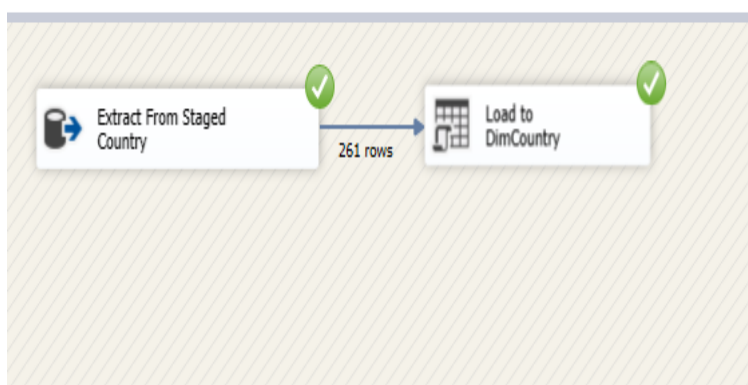 Extract From Staged
Country
261 rows
Load to
DimCountry